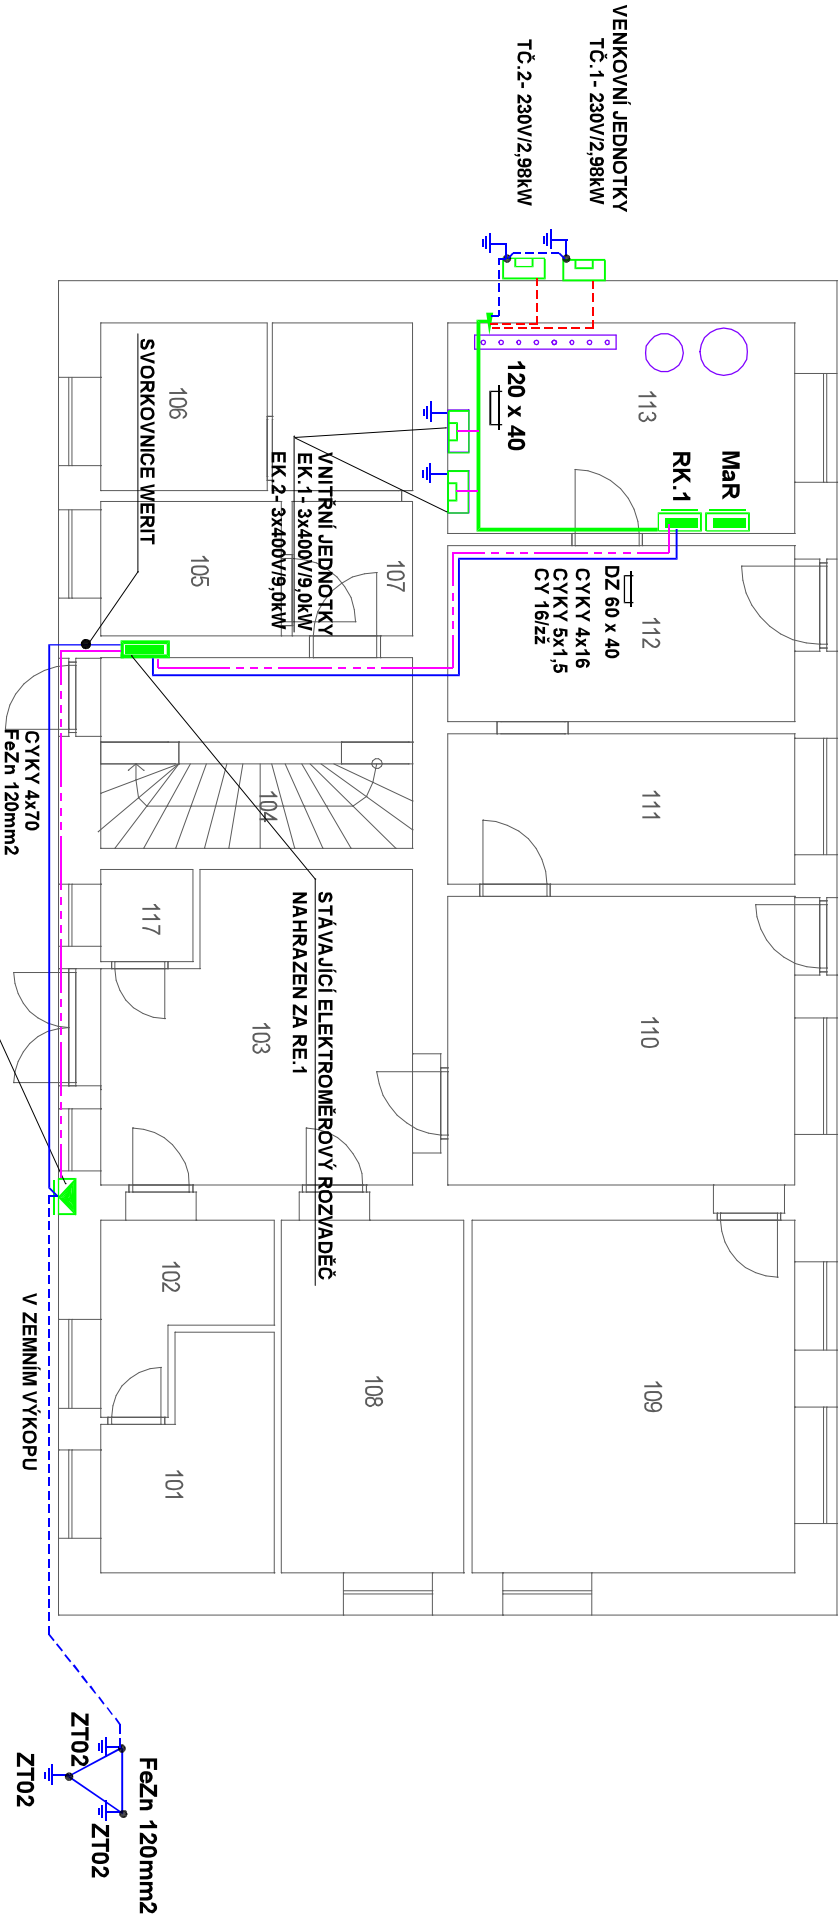 VENKOVNÍ JEDNOTKY
TČ.1- 230V/2,98kW
TČ.2- 230V/2,98kW
MaR
RK.1
113
120 x 40
VNITŘNÍ JEDNOTKY
EK.1- 3x400V/9,0kW
EK.2- 3x400V/9,0kW
SVORKOVNICE WERIT
106
105
107
112
DZ 60 x 40
CYKY 4x16
CYKY 5x1,5
CY 16/zž
111
104
CYKY 4x70
FeZn 120mm2
117
103
STÁVAJÍCÍ ELEKTROMĚROVÝ ROZVADĚČ
NAHRAZEN ZA RE.1
110
102
101
108
109
V ZEMNÍM VÝKOPU
FeZn 120mm2
ZT02
ZT02
ZT02